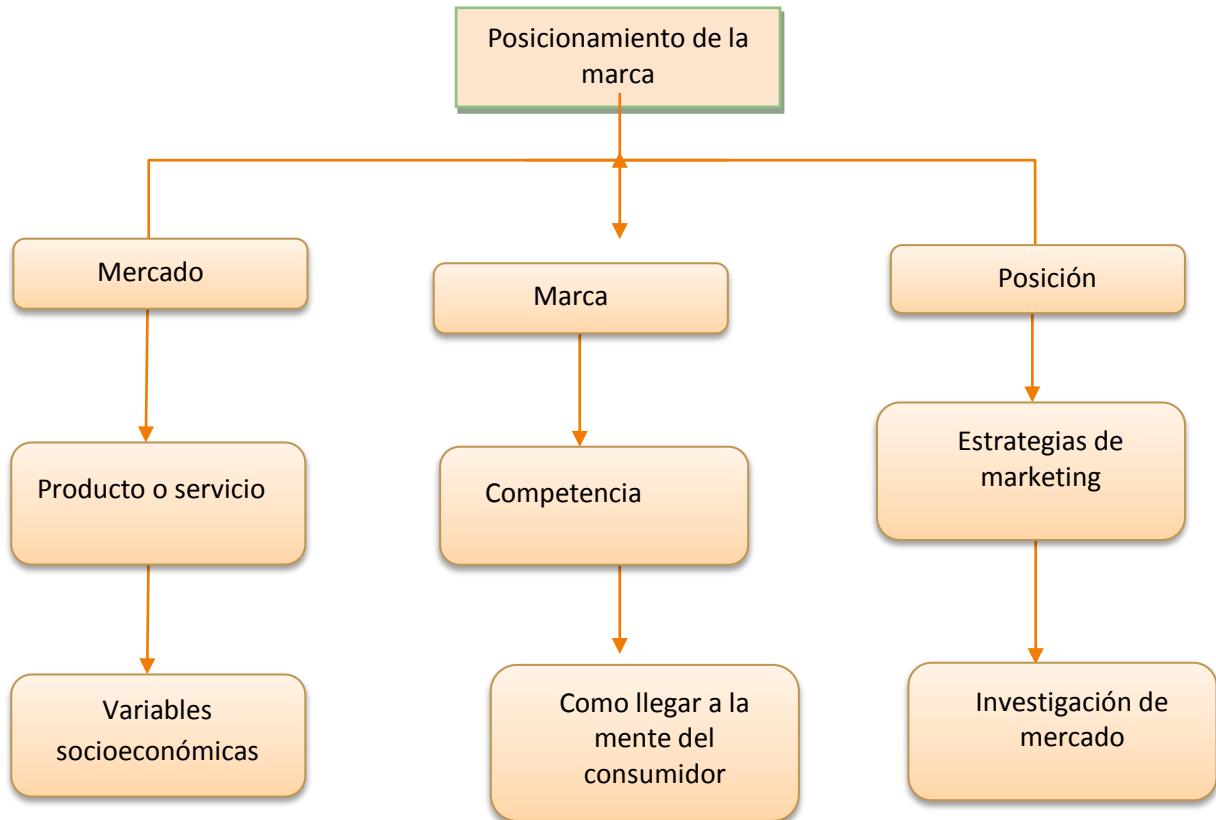 Posicionamiento de la
marca
Mercado
Marca
Posición
Producto o servicio
Competencia
Estrategias de
marketing
Variables
socioeconómicas
Como llegar a la
mente del
consumidor
Investigación de
mercado